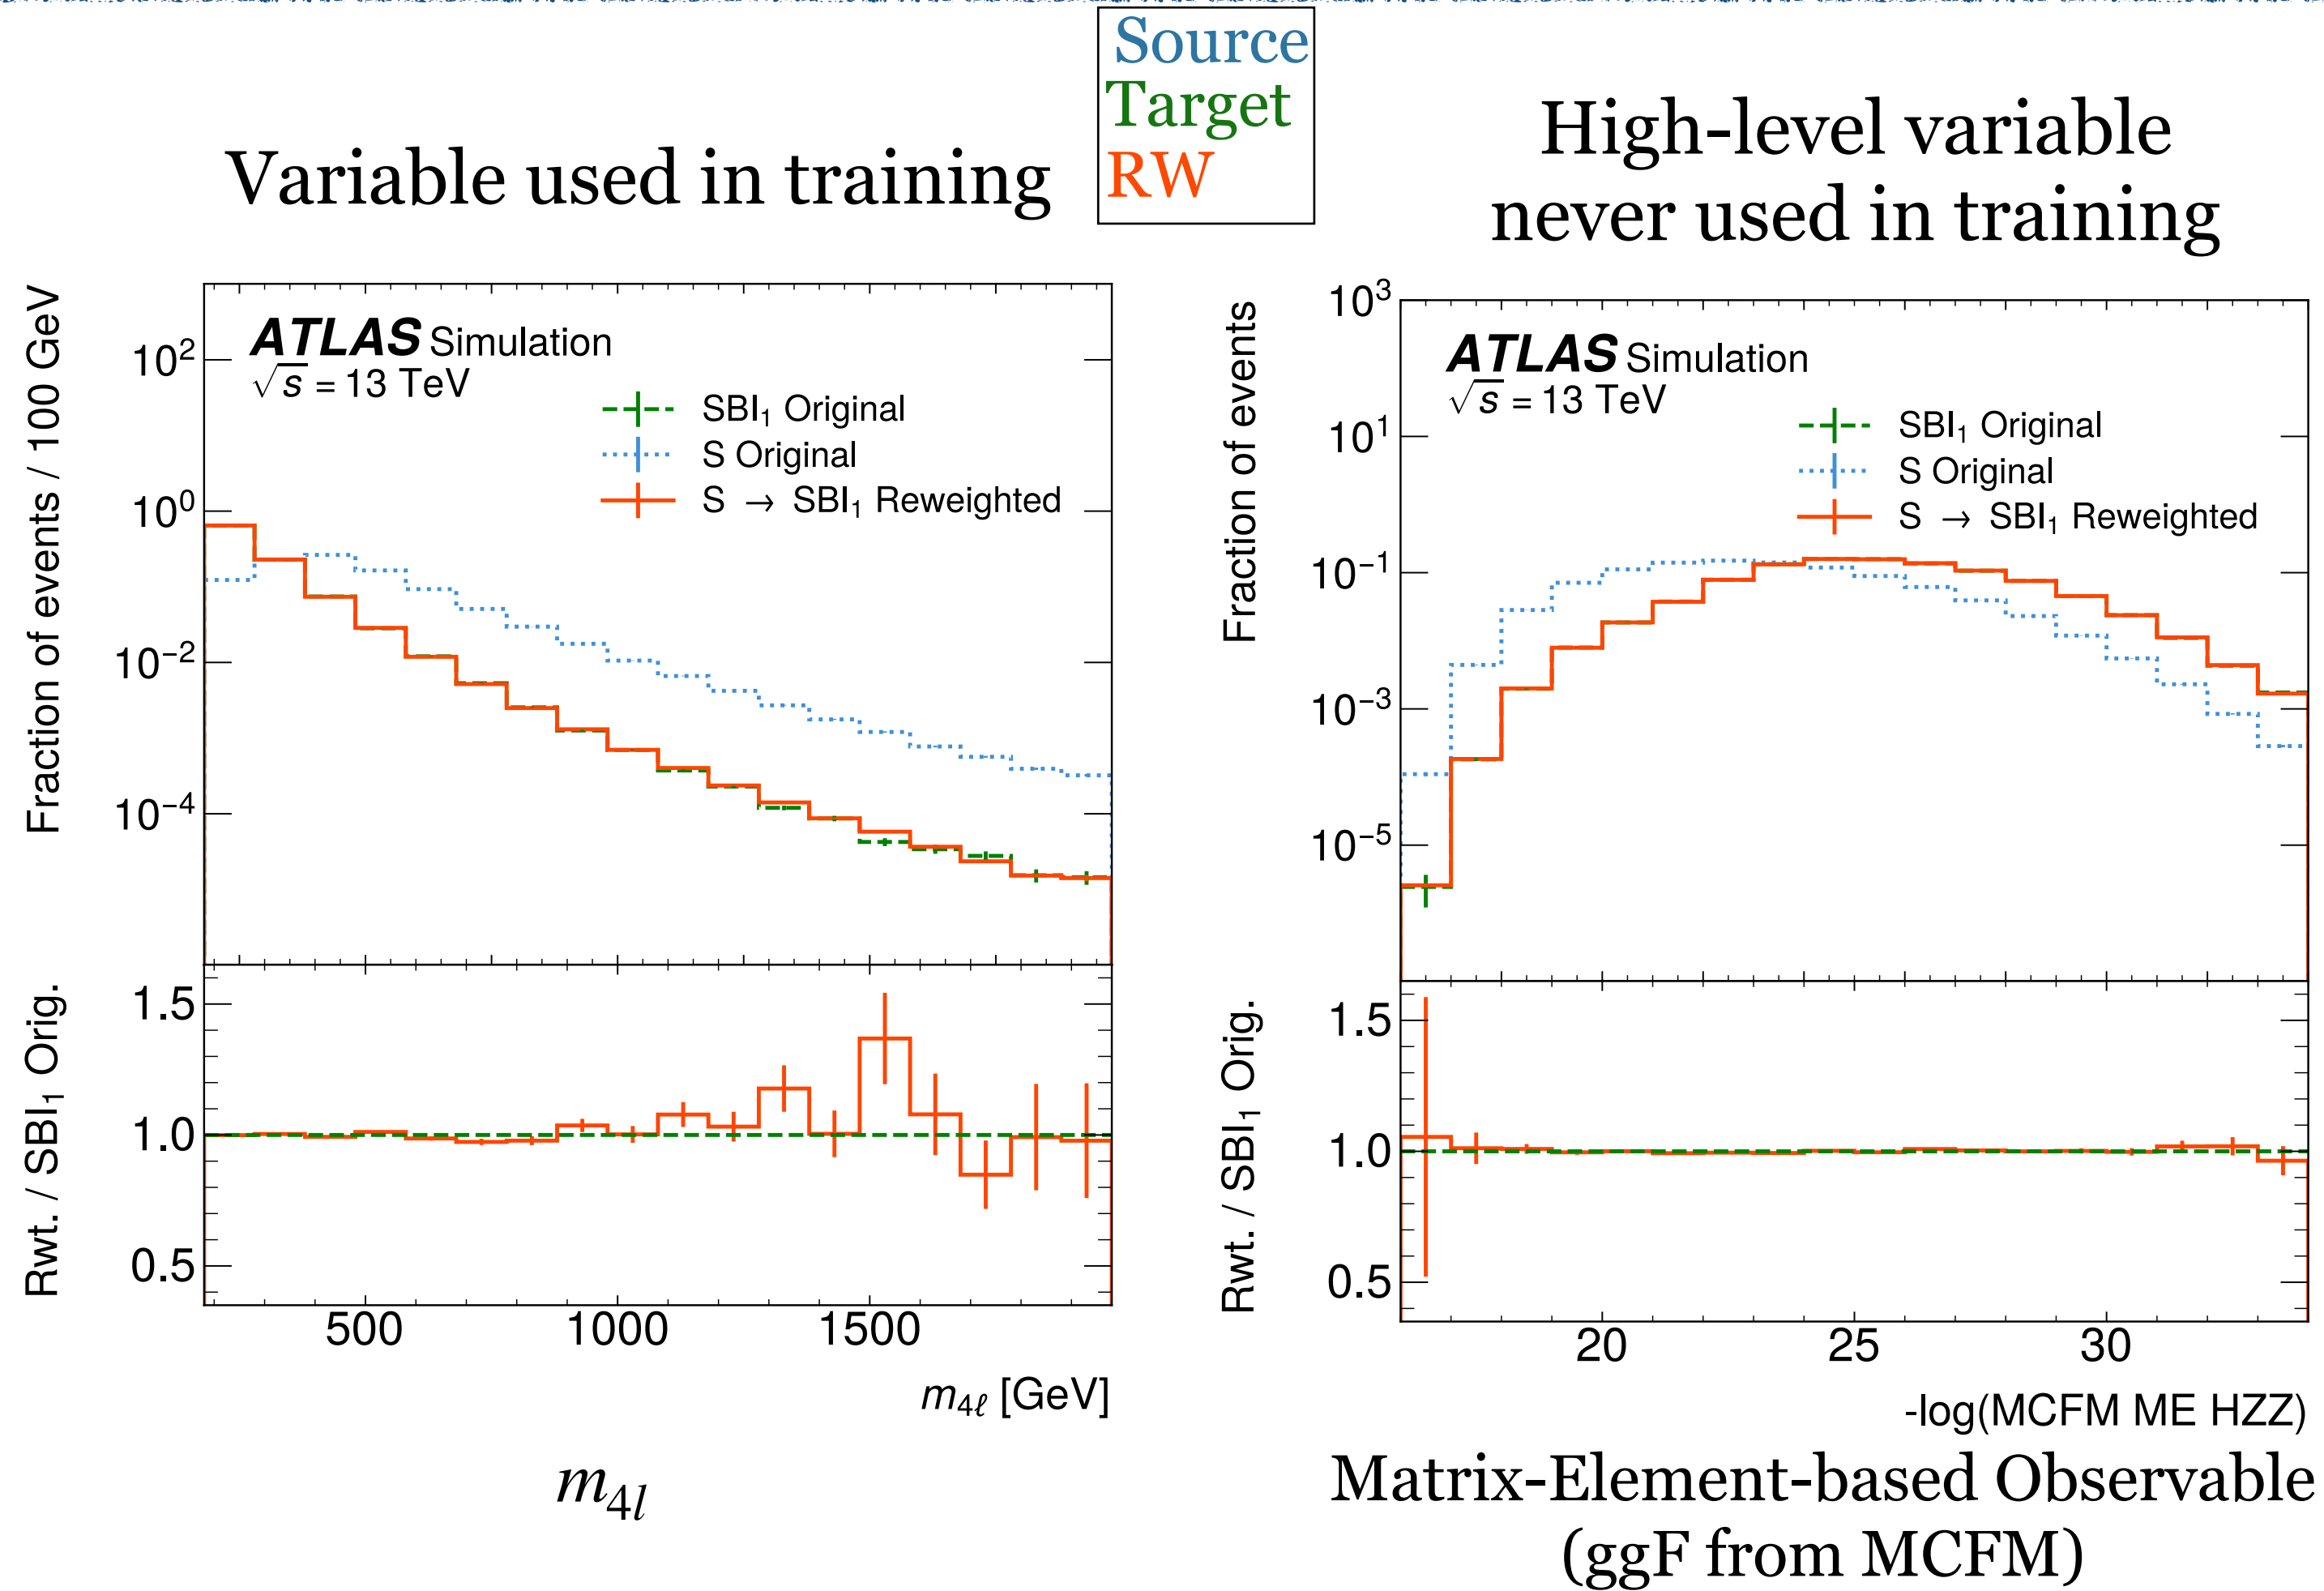 Source
Target
RW
Variable used in training
High-level variable
never used in training
ATLAS Simulation
√s = 13 TeV
SBI₁ Original
S Original
S → SBI₁ Reweighted
Fraction of events / 100 GeV
10²
10⁰
10⁻²
10⁻⁴
Rwt. / SBI₁ Orig.
1.5
1.0
0.5
500 1000 1500
m₄ℓ [GeV]
m₄l
ATLAS Simulation
√s = 13 TeV
SBI₁ Original
S Original
S → SBI₁ Reweighted
Fraction of events
10³
10¹
10⁻¹
10⁻³
10⁻⁵
Rwt. / SBI₁ Orig.
1.5
1.0
0.5
20 25 30
-log(MCFM ME HZZ)
Matrix-Element-based Observable
(ggF from MCFM)